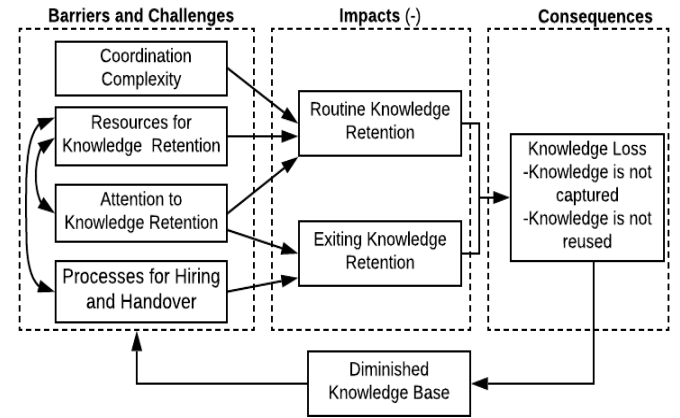 Barriers and Challenges
Impacts (-)
Consequences
Coordination
Complexity
Resources for
Knowledge Retention
Attention to
Knowledge Retention
Processes for Hiring
and Handover
Routine Knowledge
Retention
Exiting Knowledge
Retention
Knowledge Loss
-Knowledge is not
captured
-Knowledge is not
reused
Diminished
Knowledge Base